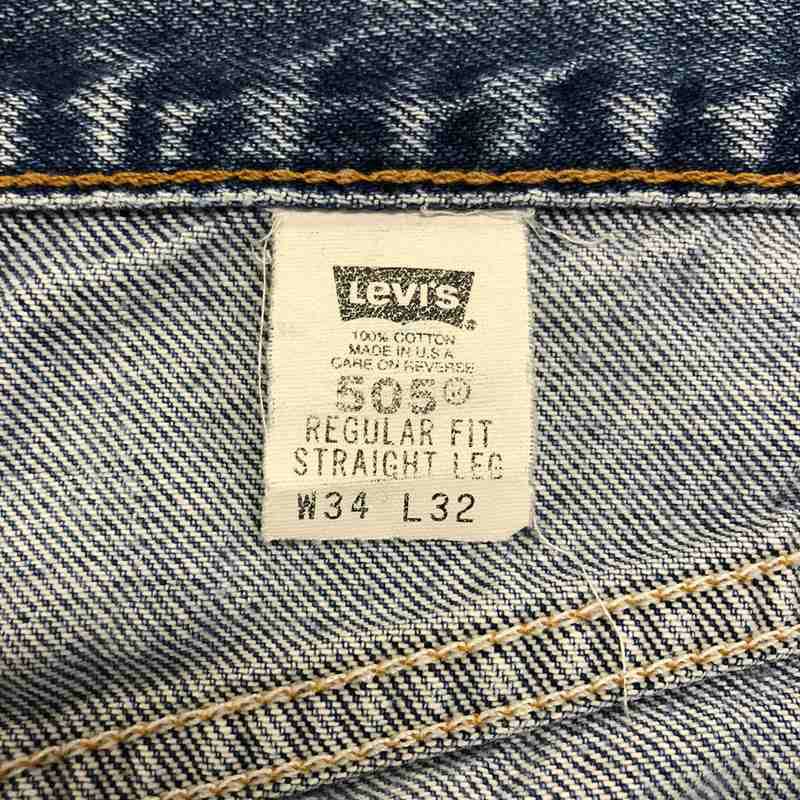 Levi's®
100% COTTON
MADE IN U.S.A
CARE ON REVERSE
505®
REGULAR FIT
STRAIGHT LEG
W34 L32